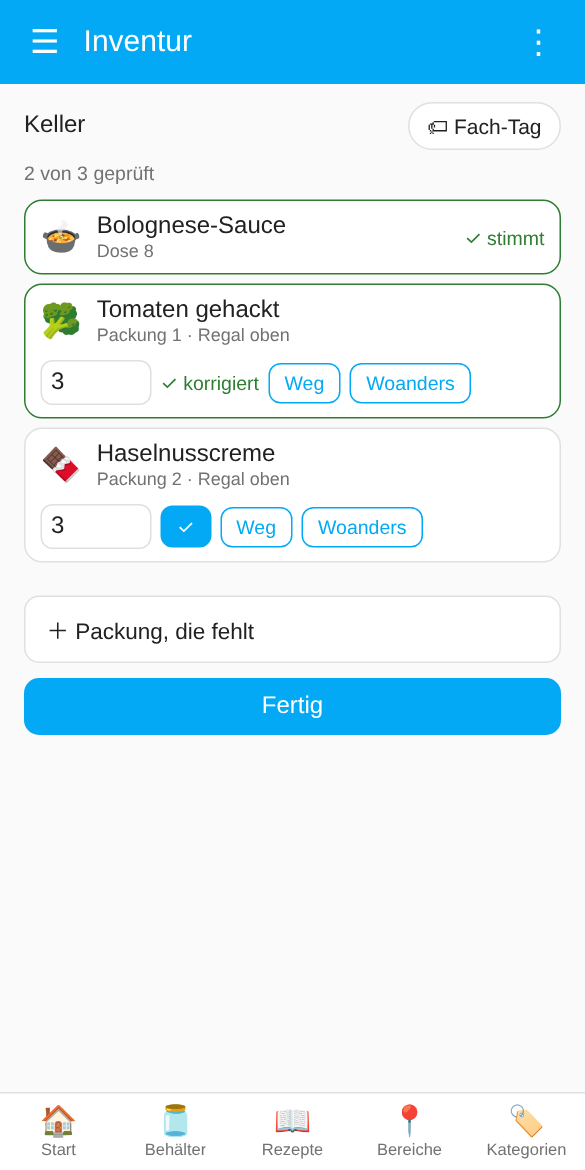 ☰ Inventur ⋮
Keller
🏷 Fach-Tag
2 von 3 geprüft
Bolognese-Sauce
Dose 8
✓ stimmt
Tomaten gehackt
Packung 1 · Regal oben
3 ✓ korrigiert Weg Woanders
Haselnusscreme
Packung 2 · Regal oben
3 ✓ Weg Woanders
+ Packung, die fehlt
Fertig
Start Behälter Rezepte Bereiche Kategorien